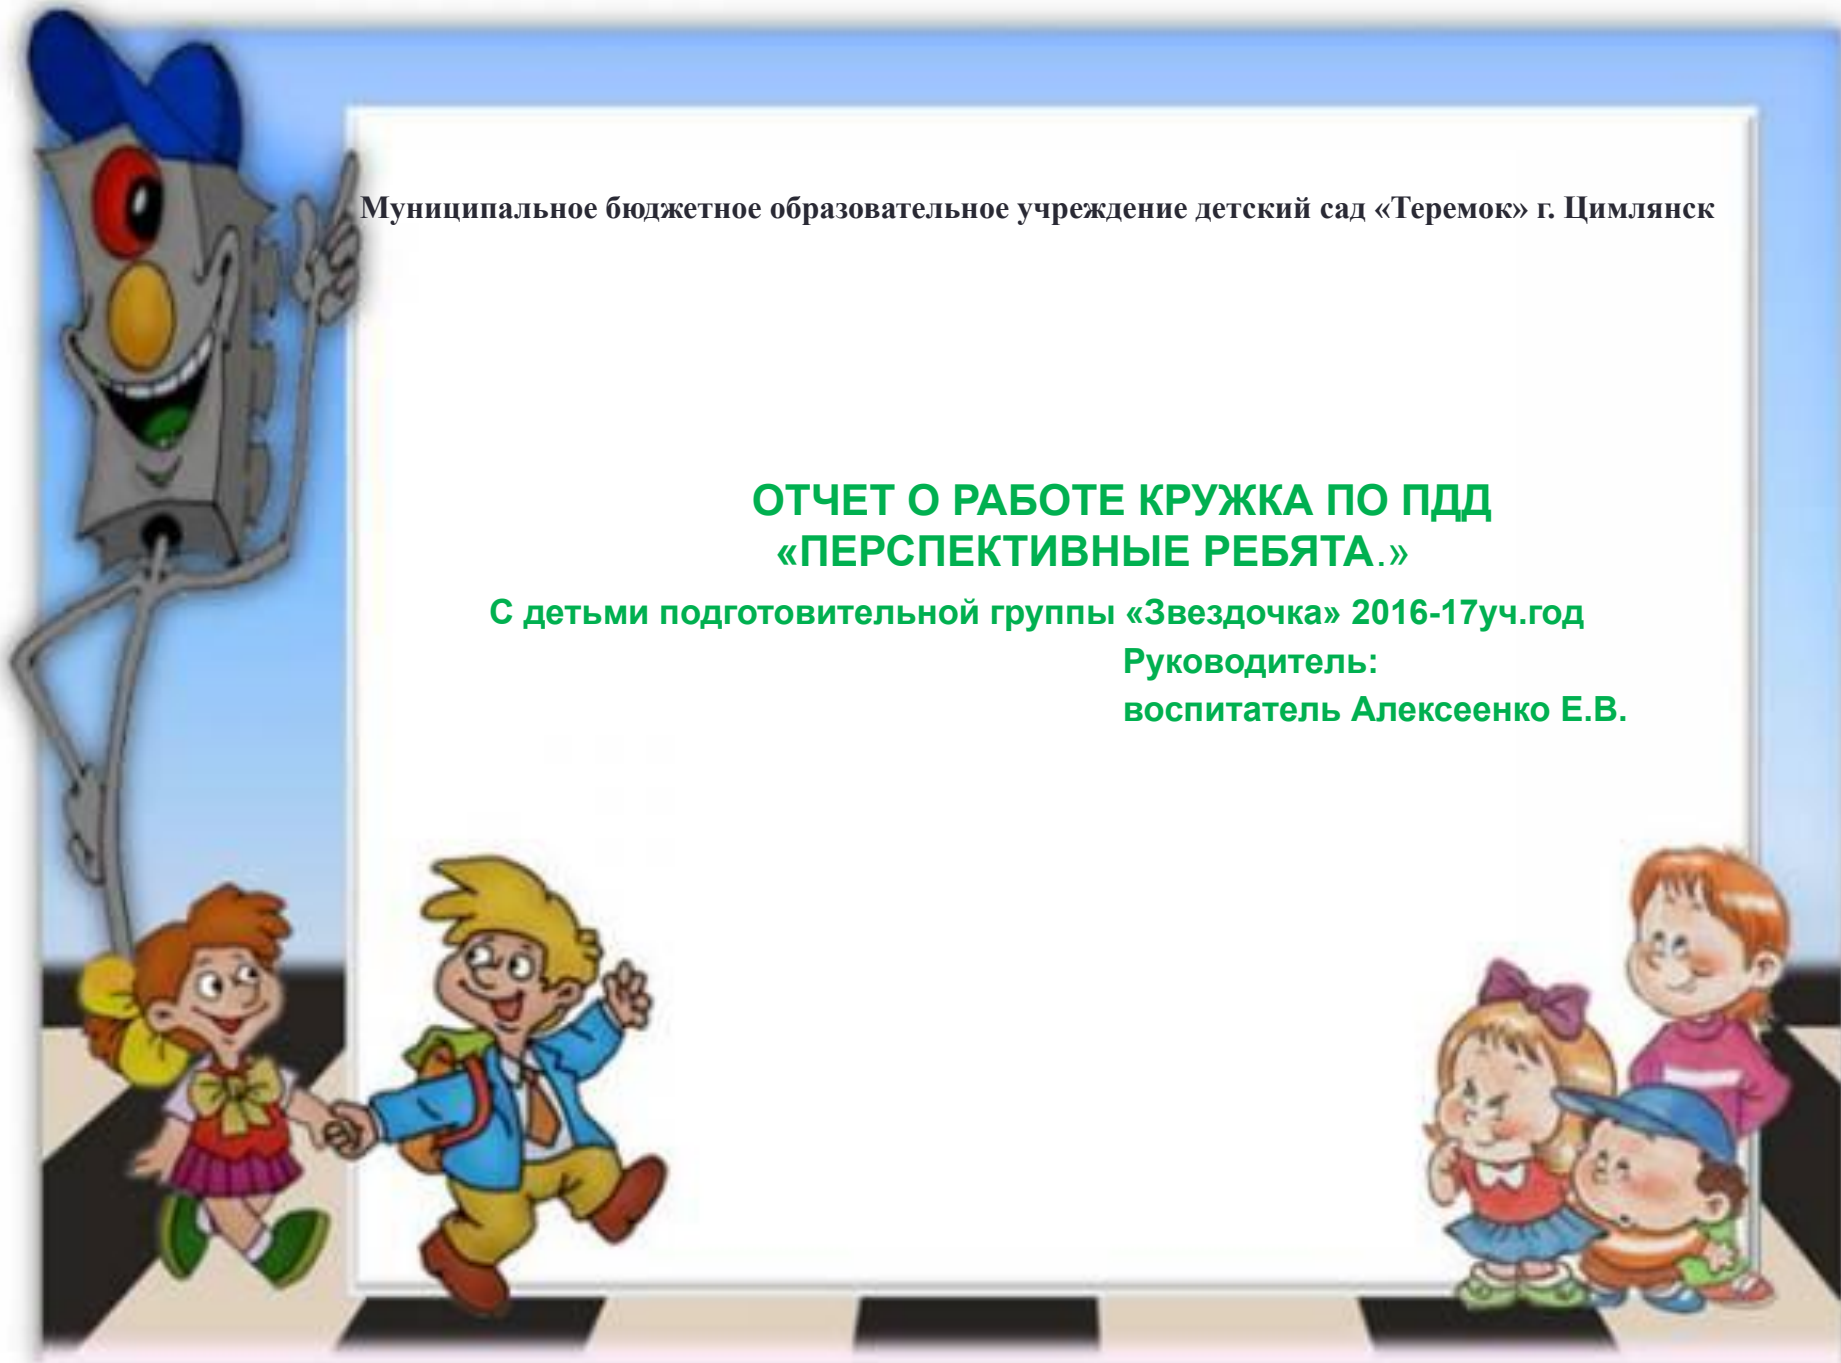 Муниципальное бюджетное образовательное учреждение детский сад «Теремок» г. Цимлянск
ОТЧЕТ О РАБОТЕ КРУЖКА ПО ПДД
«ПЕРСПЕКТИВНЫЕ РЕБЯТА.»
С детьми подготовительной группы «Звездочка» 2016-17уч.год
Руководитель:
воспитатель Алексеенко Е.В.